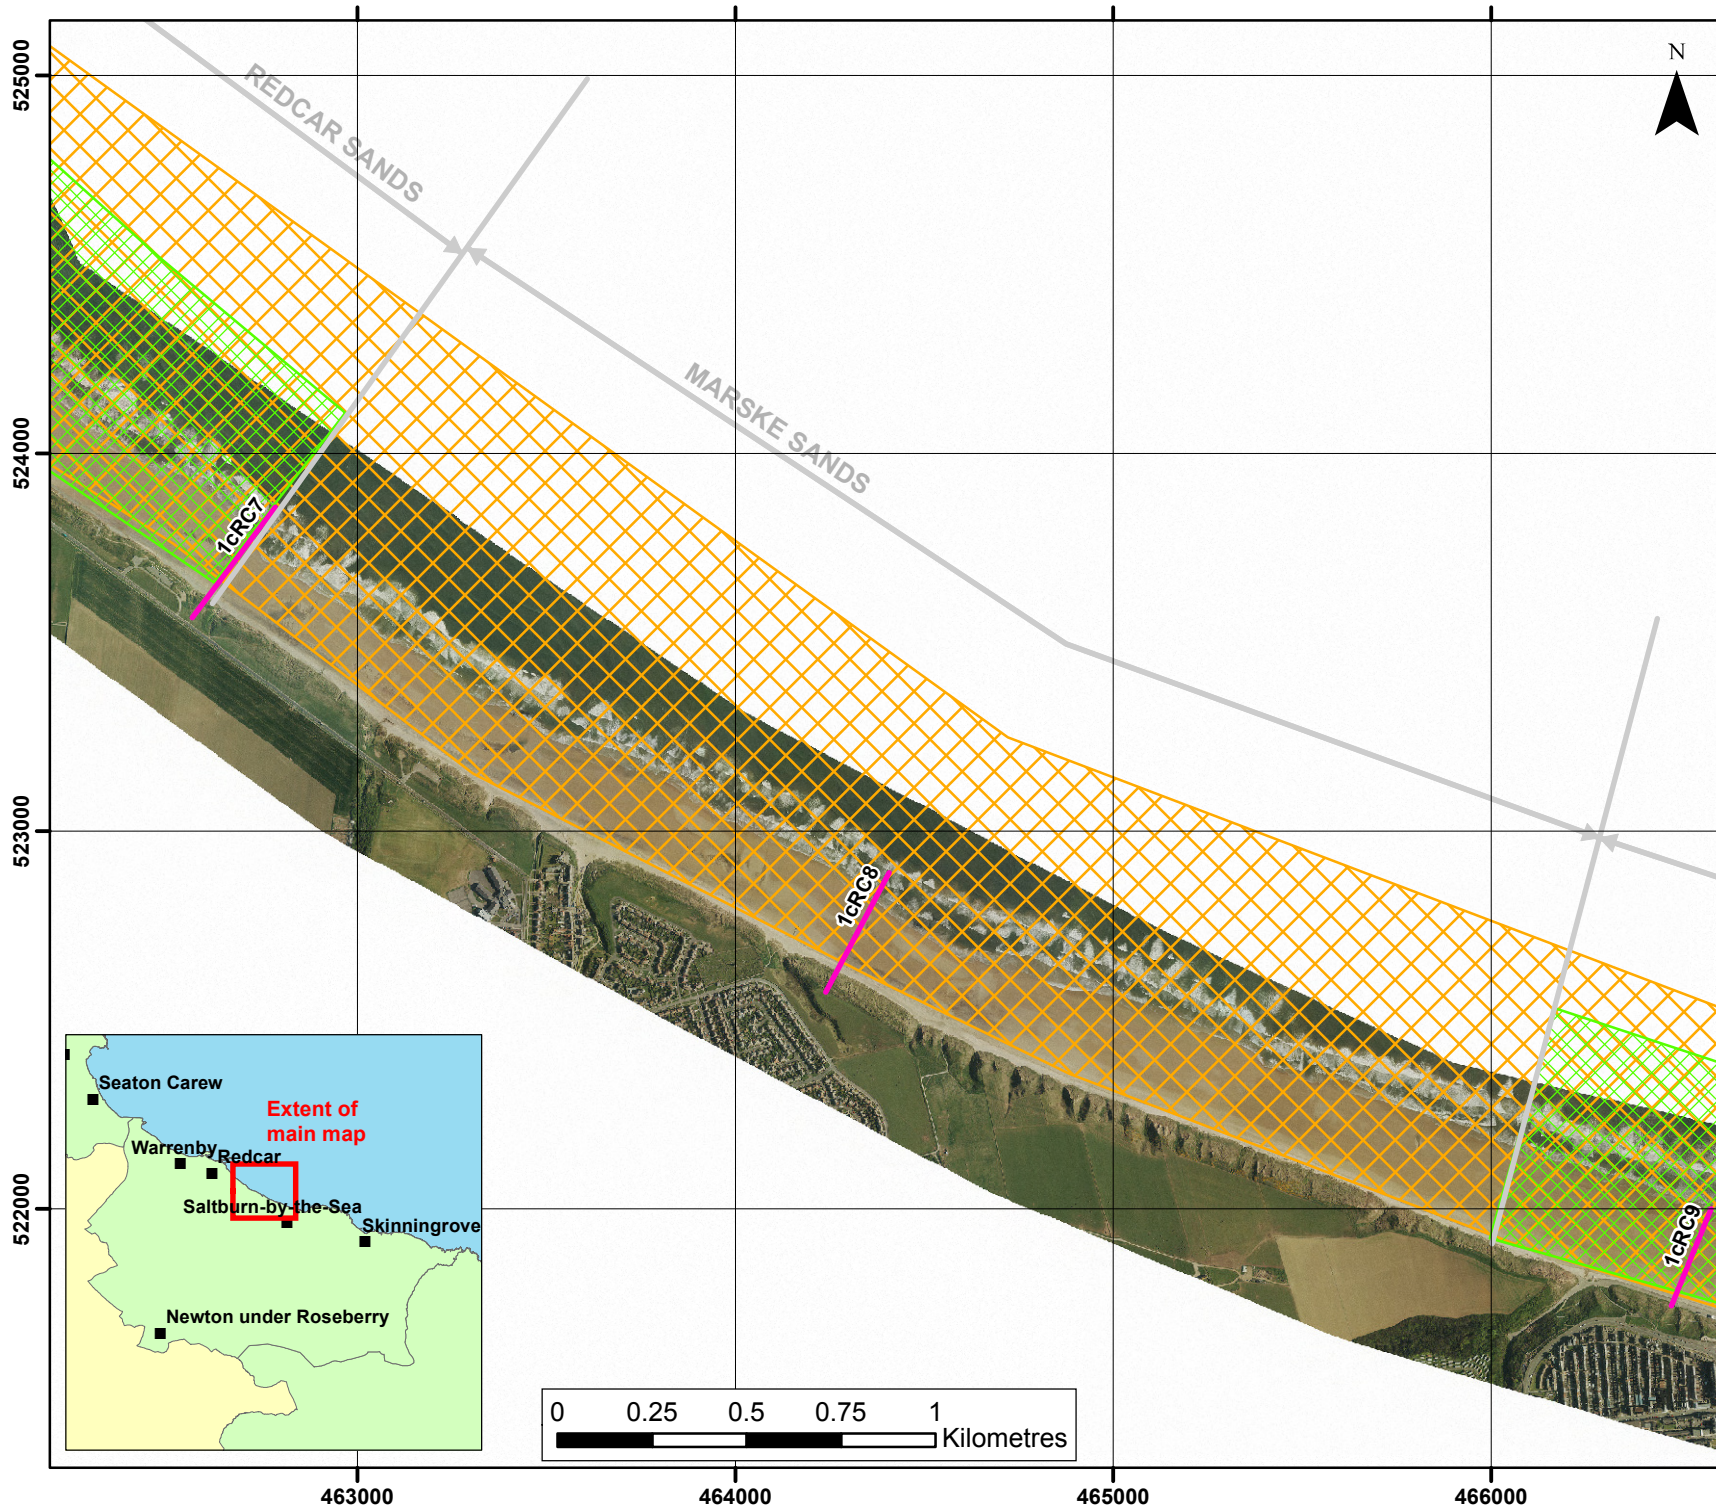 525000
524000
523000
522000
N
REDCAR SANDS
MARSKE SANDS
1cRC7
1cRC8
1cRC9
Seaton Carew
Extent of
main map
Warrenby
Redcar
Saltburn-by-the-Sea
Skinningrove
Newton under Roseberry
0 0.25 0.5 0.75 1
Kilometres
463000 464000 465000 466000